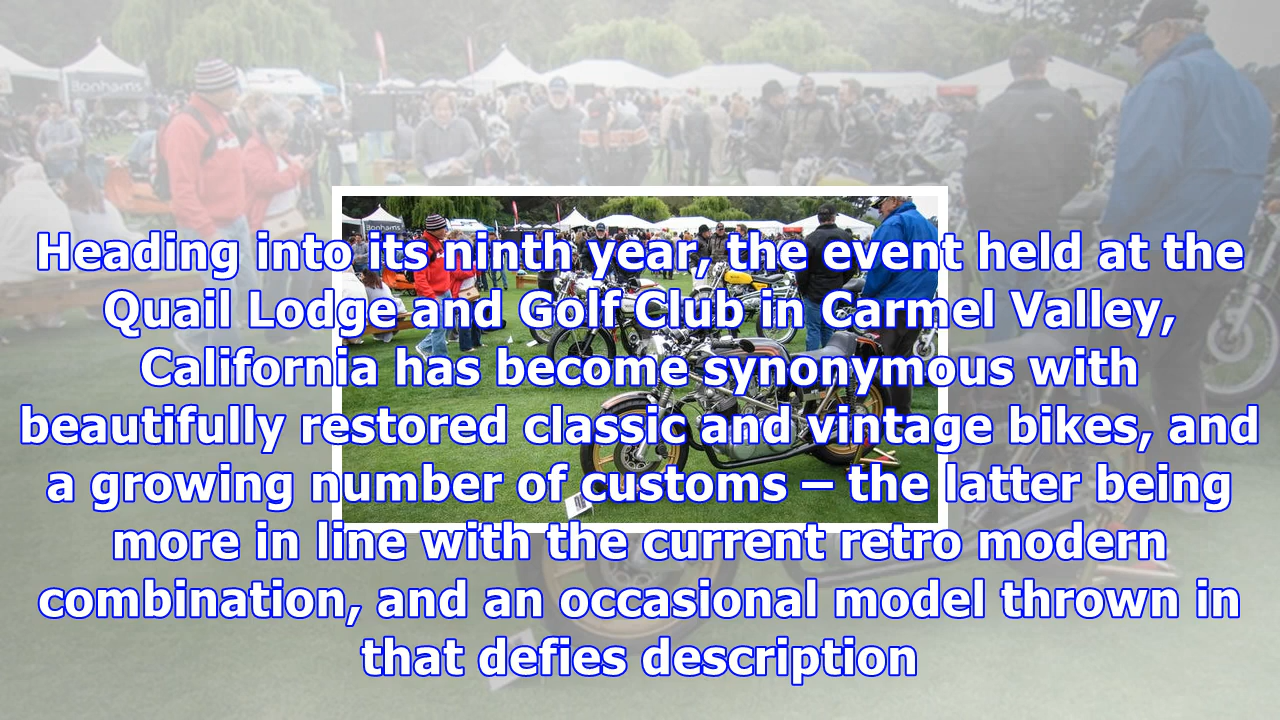 Bonhams
Bonhams
Heading into its ninth year, the event held at the
Quail Lodge and Golf Club in Carmel Valley,
California has become synonymous with
beautifully restored classic and vintage bikes, and
a growing number of customs – the latter being
more in line with the current retro modern
combination, and an occasional model thrown in
that defies description